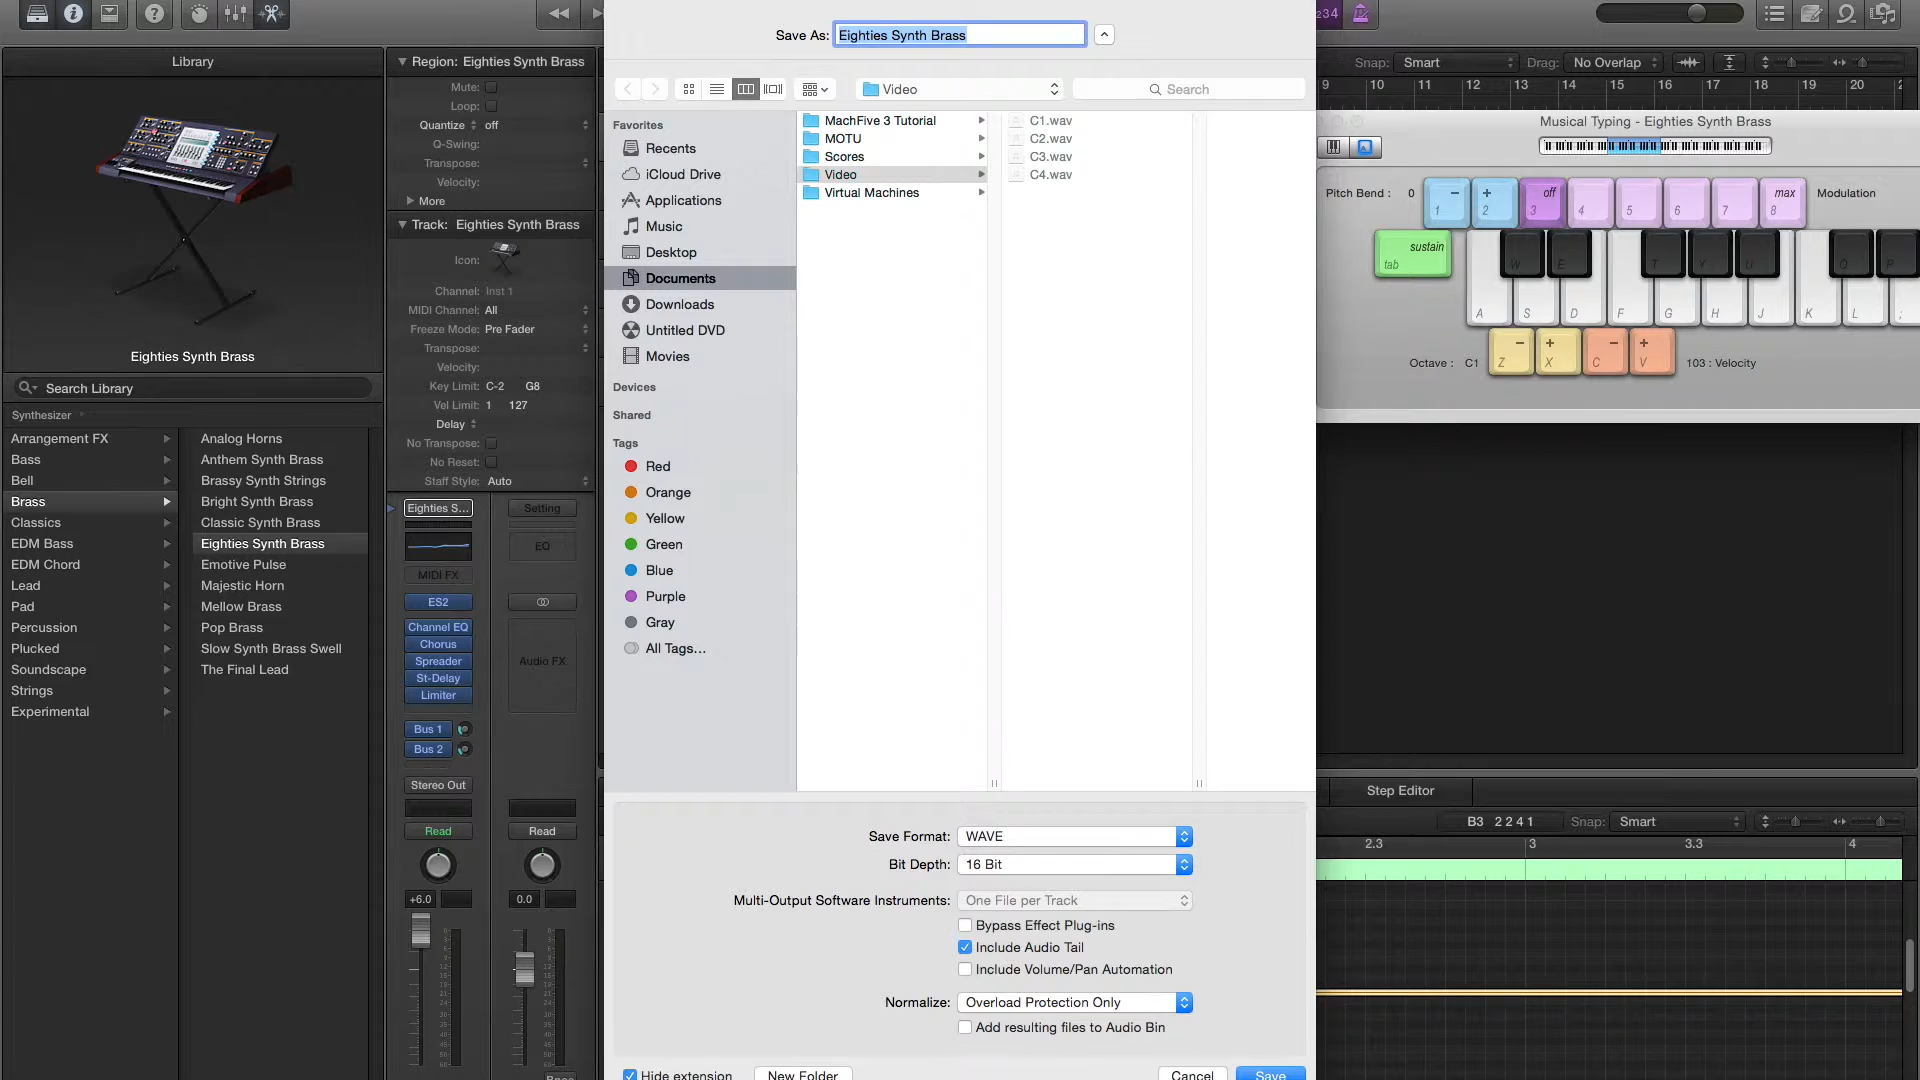 Save As: Eighties Synth Brass
Video
Search
Favorites
Recents
iCloud Drive
Applications
Music
Desktop
Documents
Downloads
Untitled DVD
Movies
Devices
Shared
Tags
Red
Orange
Yellow
Green
Blue
Purple
Gray
All Tags...
MachFive 3 Tutorial
MOTU
Scores
Video
Virtual Machines
C1.wav
C2.wav
C3.wav
C4.wav
Save Format: WAVE
Bit Depth: 16 Bit
Multi-Output Software Instruments: One File per Track
Bypass Effect Plug-ins
Include Audio Tail
Include Volume/Pan Automation
Normalize: Overload Protection Only
Add resulting files to Audio Bin
Hide extension
New Folder
Cancel
Save
Library
Eighties Synth Brass
Search Library
Synthesizer
Arrangement FX
Bass
Bell
Brass
Classics
EDM Bass
EDM Chord
Lead
Pad
Percussion
Plucked
Soundscape
Strings
Experimental
Analog Horns
Anthem Synth Brass
Brassy Synth Strings
Bright Synth Brass
Classic Synth Brass
Eighties Synth Brass
Emotive Pulse
Majestic Horn
Mellow Brass
Pop Brass
Slow Synth Brass Swell
The Final Lead
Region: Eighties Synth Brass
Mute:
Loop:
Quantize off
Q-Swing:
Transpose:
Velocity:
More
Track: Eighties Synth Brass
Icon:
Channel: Inst 1
MIDI Channel: All
Freeze Mode: Pre Fader
Transpose:
Velocity:
Key Limit: C-2 G8
Vel Limit: 1 127
Delay
No Transpose:
No Reset:
Staff Style: Auto
Eighties S... Setting
EQ
MIDI FX
ES2
Channel EQ
Chorus
Spreader
St-Delay
Limiter
Audio FX
Bus 1
Bus 2
Stereo Out
Read Read
+6.0 0.0
234
Snap: Smart Drag: No Overlap
9 10 11 12 13 14 15 16 17 18 19 20
Musical Typing - Eighties Synth Brass
Pitch Bend : 0 − + off max Modulation
1 2 3 4 5 6 7 8
sustain
tab
W E T Y U O P
A S D F G H J K L ;
Octave : C1 − + − + 103 : Velocity
Z X C V
Step Editor
B3 2 2 4 1 Snap: Smart
2.3 3 3.3 4